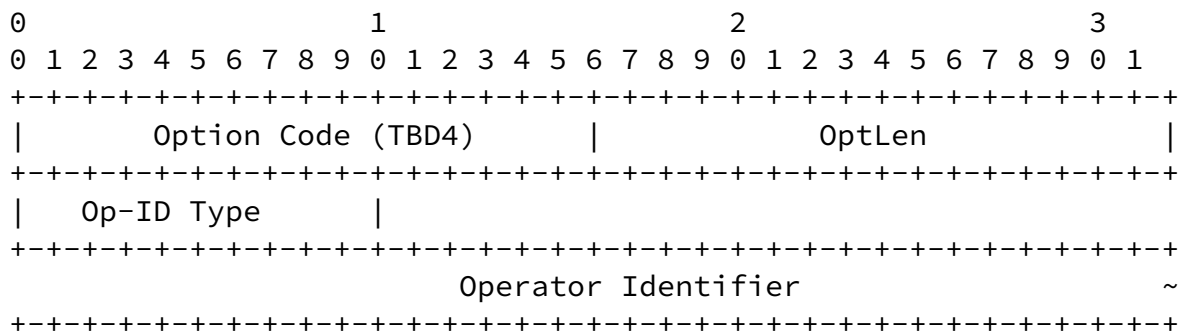 0                   1                   2                   3
0 1 2 3 4 5 6 7 8 9 0 1 2 3 4 5 6 7 8 9 0 1 2 3 4 5 6 7 8 9 0 1
+-+-+-+-+-+-+-+-+-+-+-+-+-+-+-+-+-+-+-+-+-+-+-+-+-+-+-+-+-+-+-+-+
|       Option Code (TBD4)      |            OptLen             |
+-+-+-+-+-+-+-+-+-+-+-+-+-+-+-+-+-+-+-+-+-+-+-+-+-+-+-+-+-+-+-+-+
|   Op-ID Type      |
+-+-+-+-+-+-+-+-+-+-+-+-+-+-+-+-+-+-+-+-+-+-+-+-+-+-+-+-+-+-+-+-+
                         Operator Identifier                    ~
+-+-+-+-+-+-+-+-+-+-+-+-+-+-+-+-+-+-+-+-+-+-+-+-+-+-+-+-+-+-+-+-+